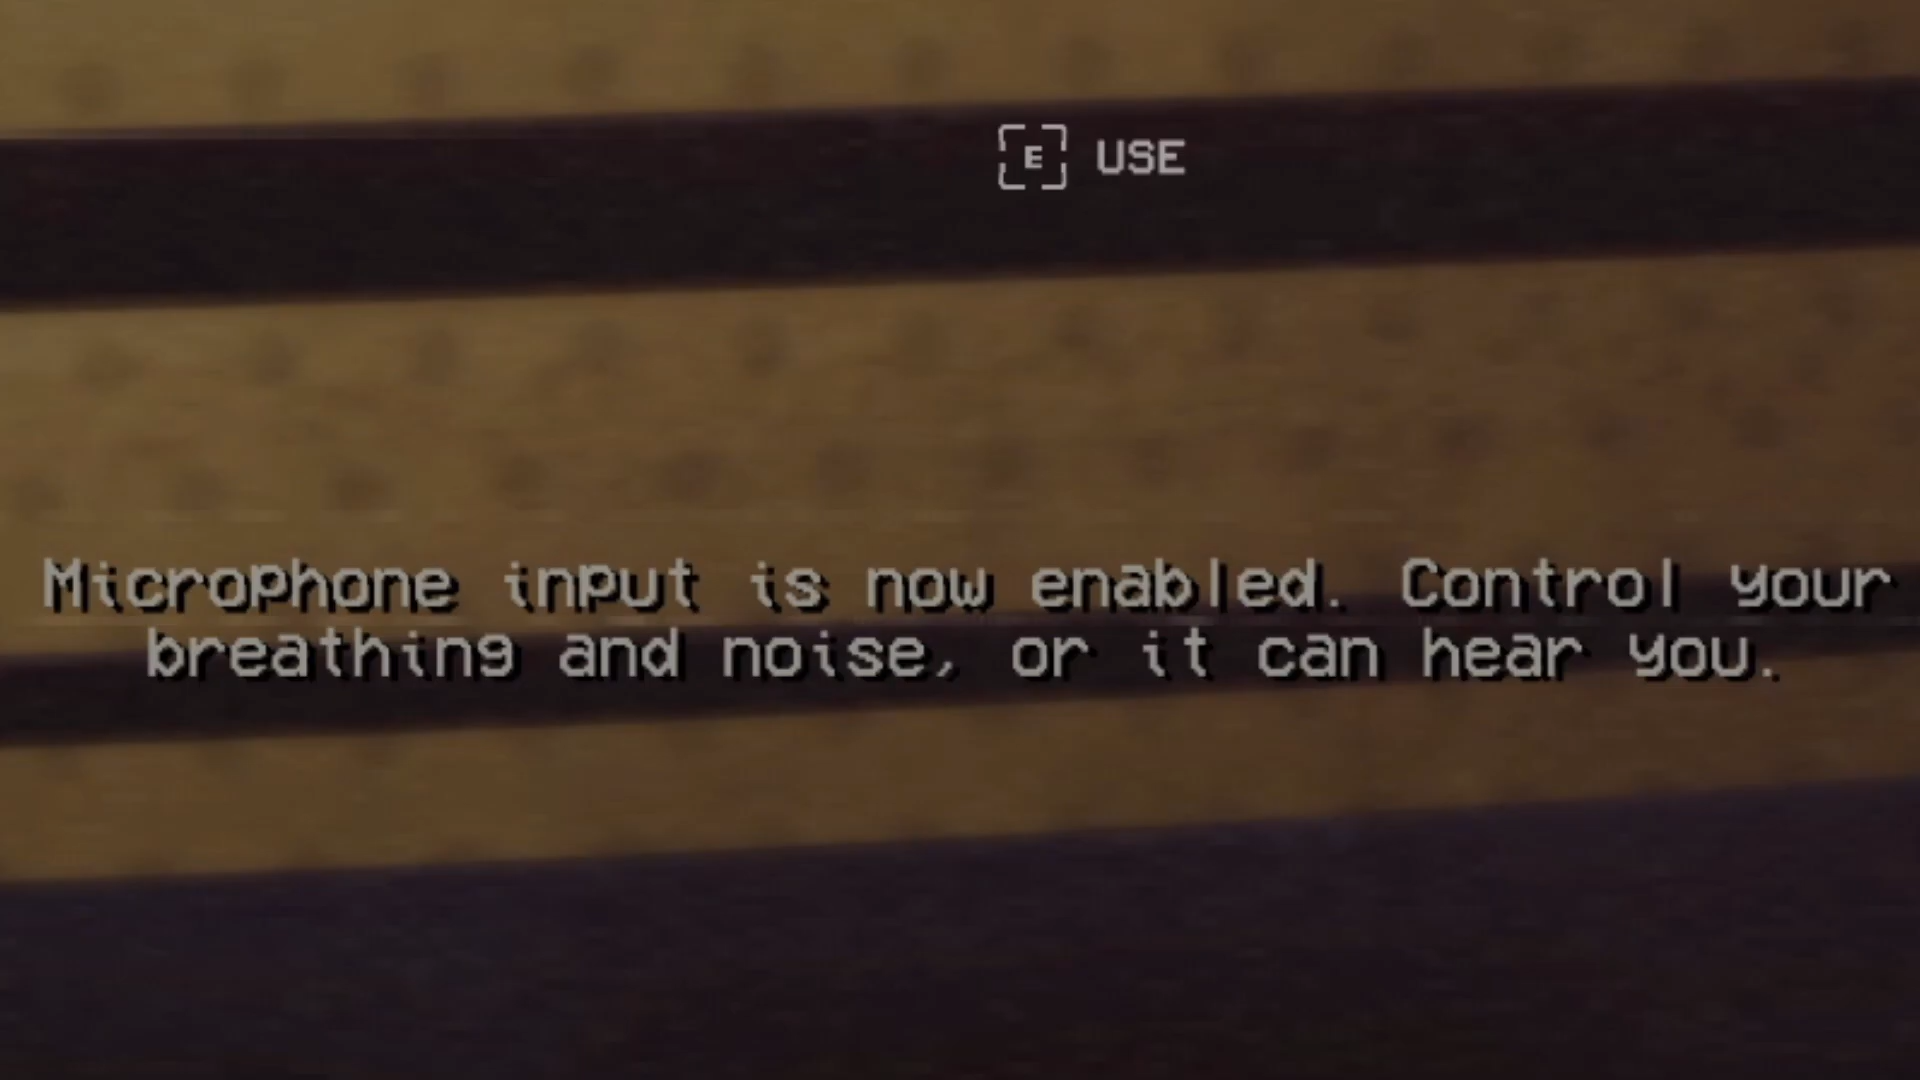 E USE
Microphone input is now enabled. Control your
breathing and noise, or it can hear you.